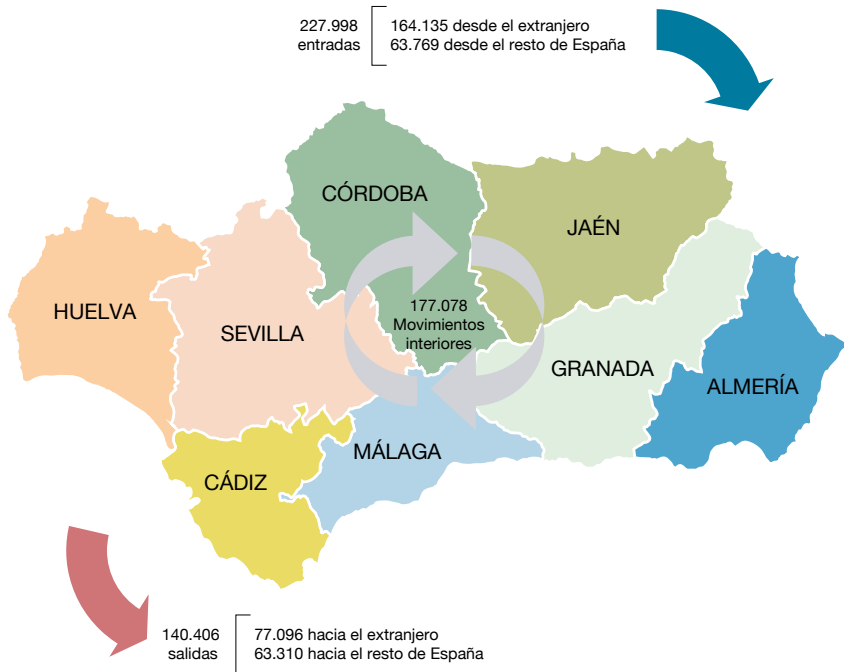 227.998
entradas
164.135 desde el extranjero
63.769 desde el resto de España
CÓRDOBA
JAÉN
HUELVA
SEVILLA
177.078
Movimientos
interiores
GRANADA
ALMERÍA
MÁLAGA
CÁDIZ
140.406
salidas
77.096 hacia el extranjero
63.310 hacia el resto de España